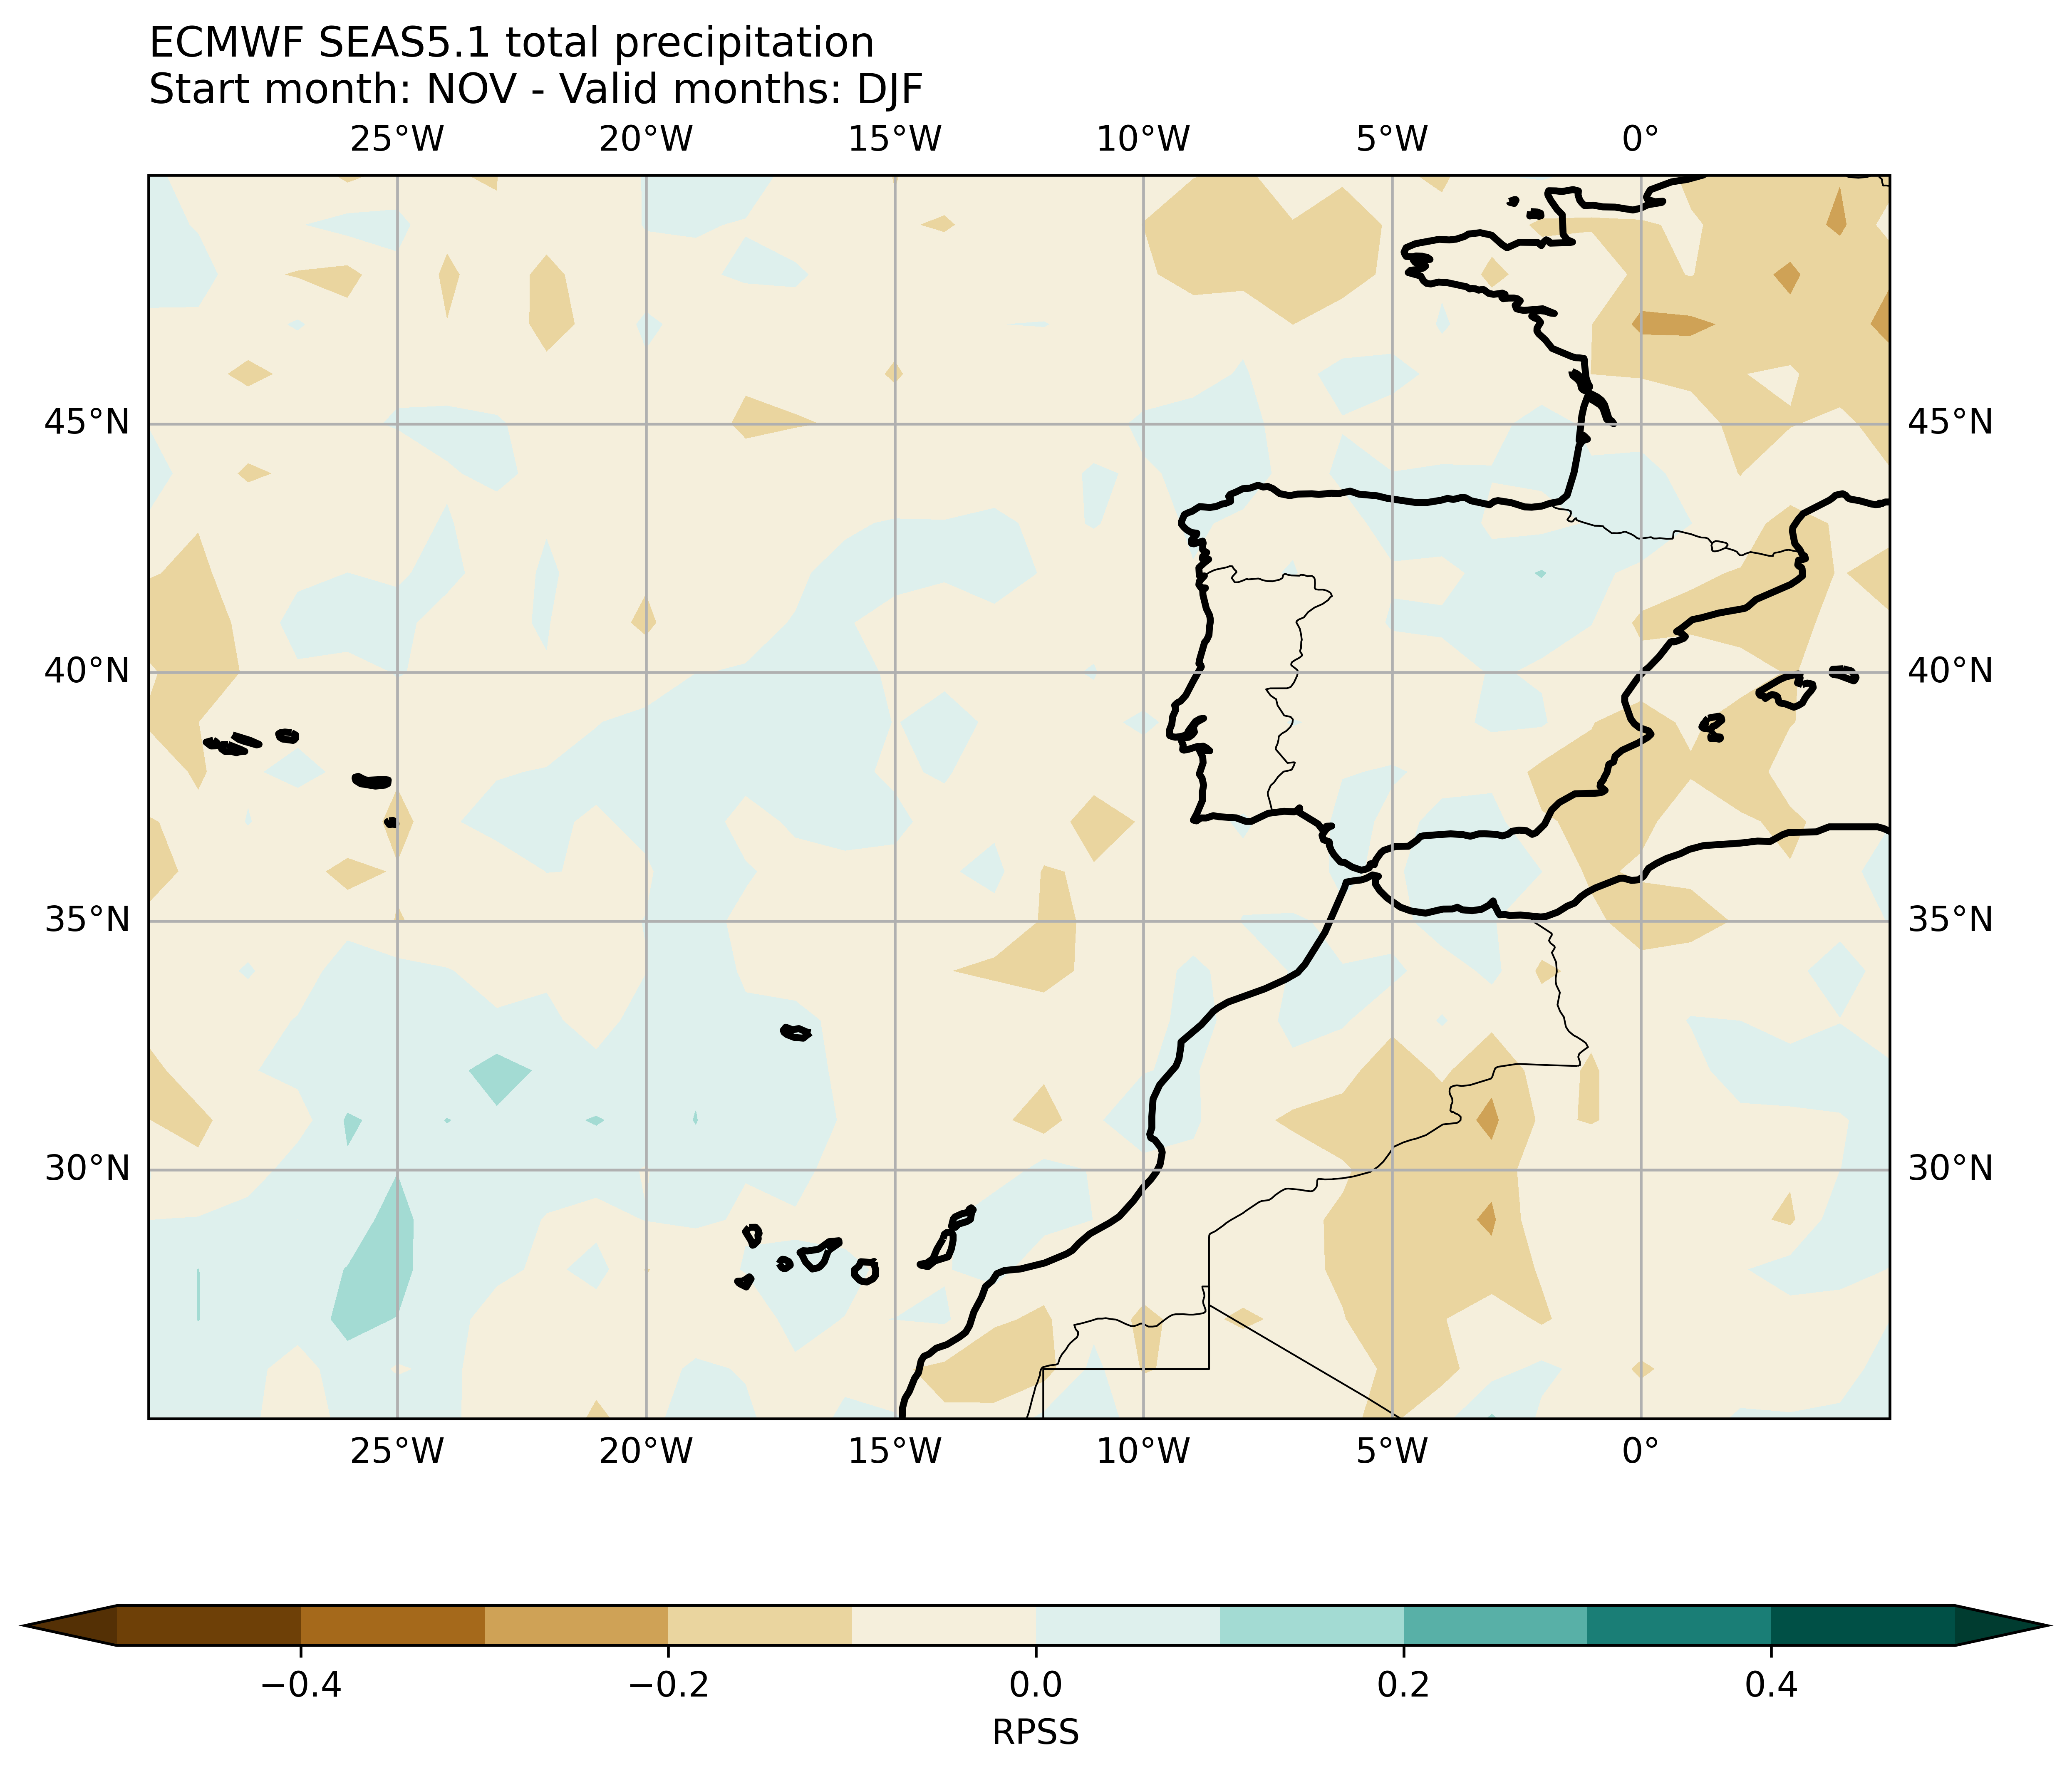 ECMWF SEAS5.1 total precipitation
Start month: NOV - Valid months: DJF
25°W 20°W 15°W 10°W 5°W 0°
45°N 45°N
40°N 40°N
35°N 35°N
30°N 30°N
25°W 20°W 15°W 10°W 5°W 0°
−0.4 −0.2 0.0 0.2 0.4
RPSS